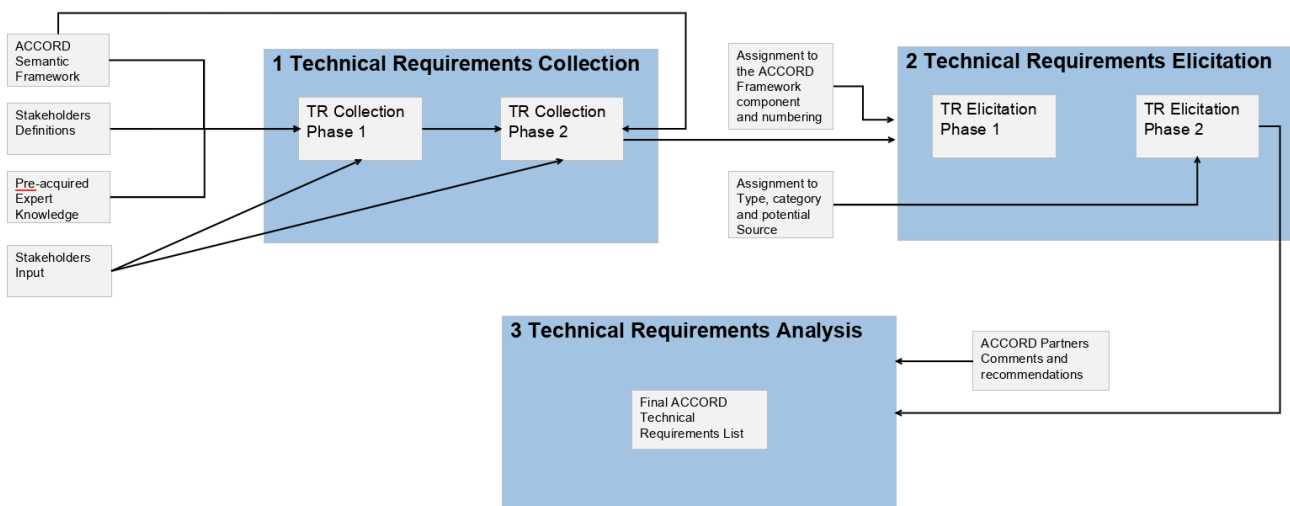 ACCORD
Semantic
Framework
Stakeholders
Definitions
Pre-acquired
Expert
Knowledge
Stakeholders
Input
1 Technical Requirements Collection
TR Collection
Phase 1
TR Collection
Phase 2
Assignment to
the ACCORD
Framework
component
and numbering
Assignment to
Type, category
and potential
Source
2 Technical Requirements Elicitation
TR Elicitation
Phase 1
TR Elicitation
Phase 2
3 Technical Requirements Analysis
Final ACCORD
Technical
Requirements List
ACCORD Partners
Comments and
recommendations